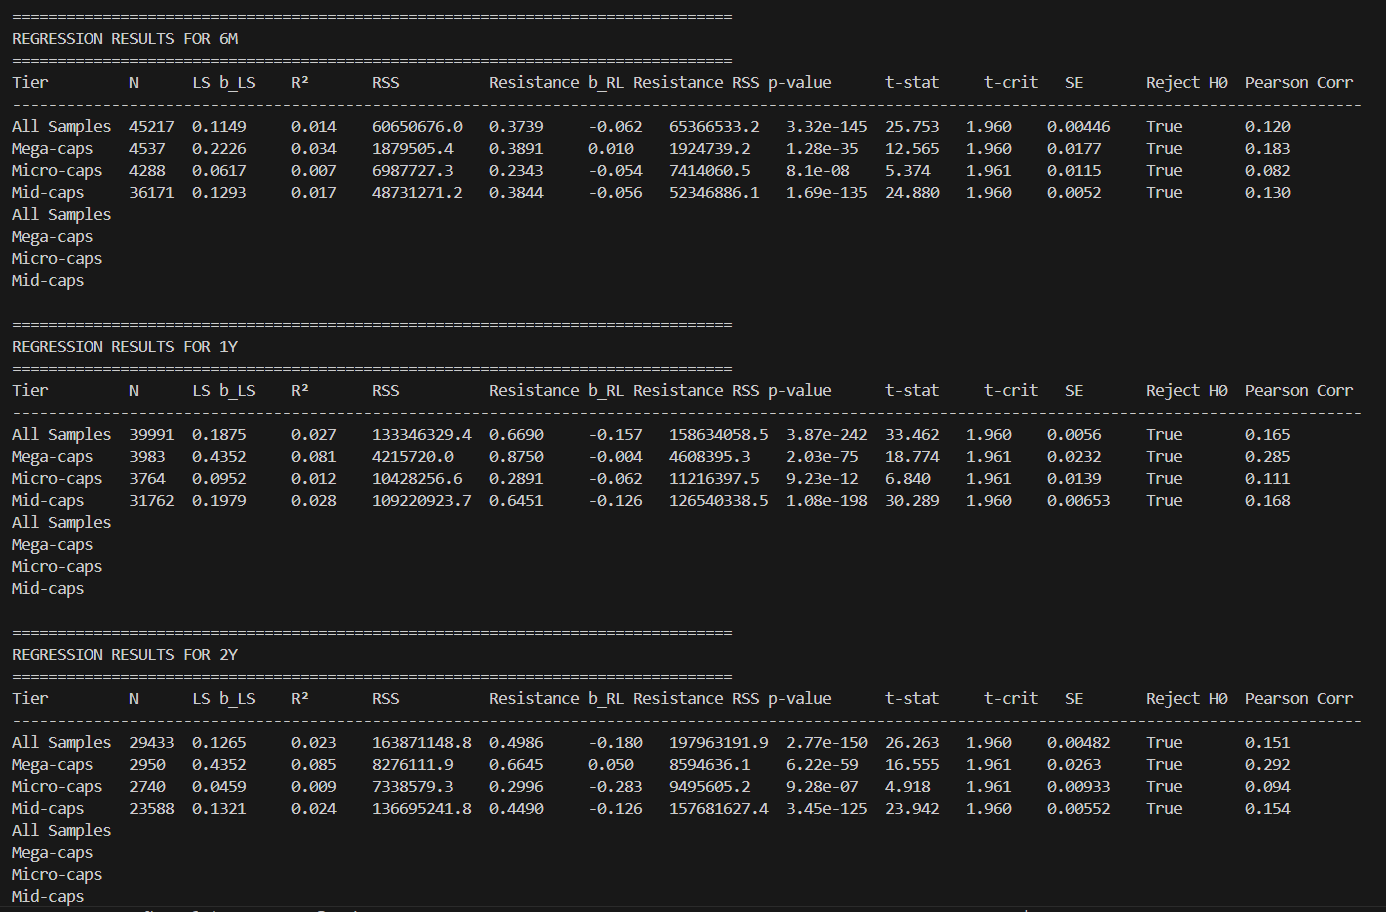 ================================================================================
REGRESSION RESULTS FOR 6M
================================================================================
Tier N LS b_LS R² RSS Resistance b_RL Resistance RSS p-value t-stat t-crit SE Reject H0 Pearson Corr
------------------------------------------------------------------------------------------------------------------------------------------------------
All Samples 45217 0.1149 0.014 60650676.0 0.3739 -0.062 65366533.2 3.32e-145 25.753 1.960 0.00446 True 0.120
Mega-caps 4537 0.2226 0.034 1879505.4 0.3891 0.010 1924739.2 1.28e-35 12.565 1.960 0.0177 True 0.183
Micro-caps 4288 0.0617 0.007 6987727.3 0.2343 -0.054 7414060.5 8.1e-08 5.374 1.961 0.0115 True 0.082
Mid-caps 36171 0.1293 0.017 48731271.2 0.3844 -0.056 52346886.1 1.69e-135 24.880 1.960 0.0052 True 0.130
All Samples
Mega-caps
Micro-caps
Mid-caps
================================================================================
REGRESSION RESULTS FOR 1Y
================================================================================
Tier N LS b_LS R² RSS Resistance b_RL Resistance RSS p-value t-stat t-crit SE Reject H0 Pearson Corr
------------------------------------------------------------------------------------------------------------------------------------------------------
All Samples 39991 0.1875 0.027 133346329.4 0.6690 -0.157 158634058.5 3.87e-242 33.462 1.960 0.0056 True 0.165
Mega-caps 3983 0.4352 0.081 4215720.0 0.8750 -0.004 4608395.3 2.03e-75 18.774 1.961 0.0232 True 0.285
Micro-caps 3764 0.0952 0.012 10428256.6 0.2891 -0.062 11216397.5 9.23e-12 6.840 1.961 0.0139 True 0.111
Mid-caps 31762 0.1979 0.028 109220923.7 0.6451 -0.126 126540338.5 1.08e-198 30.289 1.960 0.00653 True 0.168
All Samples
Mega-caps
Micro-caps
Mid-caps
================================================================================
REGRESSION RESULTS FOR 2Y
================================================================================
Tier N LS b_LS R² RSS Resistance b_RL Resistance RSS p-value t-stat t-crit SE Reject H0 Pearson Corr
------------------------------------------------------------------------------------------------------------------------------------------------------
All Samples 29433 0.1265 0.023 163871148.8 0.4986 -0.180 197963191.9 2.77e-150 26.263 1.960 0.00482 True 0.151
Mega-caps 2950 0.4352 0.085 8276111.9 0.6645 0.050 8594636.1 6.22e-59 16.555 1.961 0.0263 True 0.292
Micro-caps 2740 0.0459 0.009 7338579.3 0.2996 -0.283 9495605.2 9.28e-07 4.918 1.961 0.00933 True 0.094
Mid-caps 23588 0.1321 0.024 136695241.8 0.4490 -0.126 157681627.4 3.45e-125 23.942 1.960 0.00552 True 0.154
All Samples
Mega-caps
Micro-caps
Mid-caps